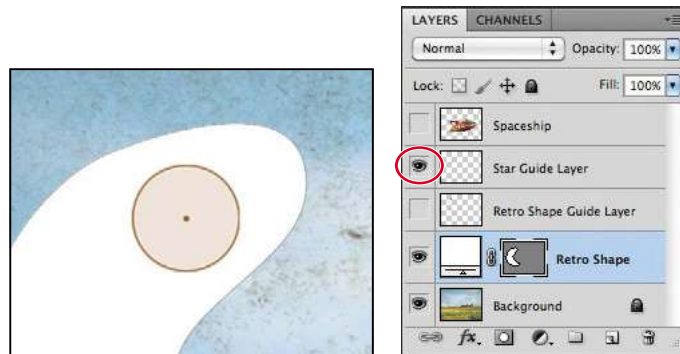 LAYERS CHANNELS
Normal Opacity: 100%
Lock: Fill: 100%
Spaceship
Star Guide Layer
Retro Shape Guide Layer
Retro Shape
Background
fx.